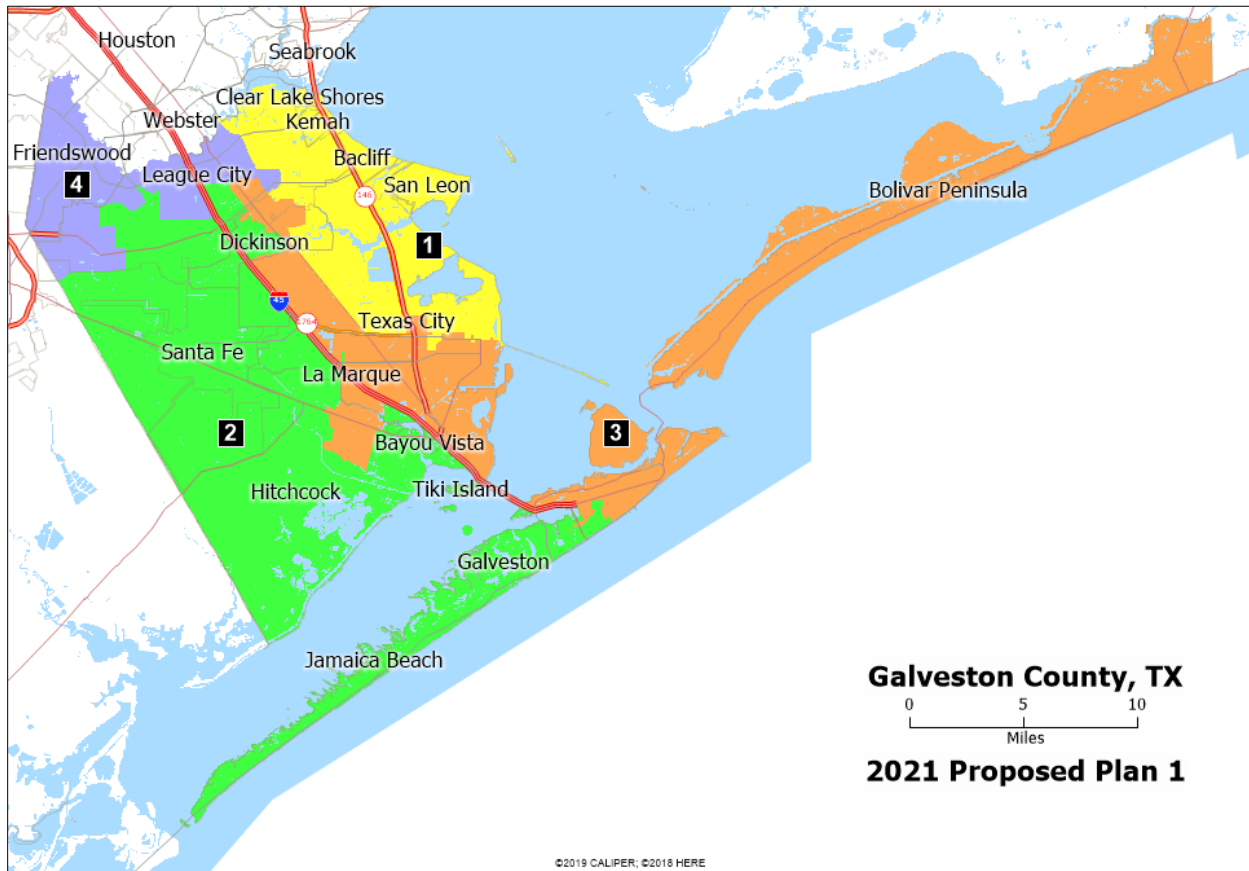 Houston
Seabrook
Clear Lake Shores
Kemah
Webster
Friendswood
Bacliff
4
League City
San Leon
146
Bolivar Peninsula
Dickinson
1
45
1764
Texas City
Santa Fe
La Marque
2
3
Bayou Vista
Hitchcock
Tiki Island
Galveston
Jamaica Beach
Galveston County, TX
0 5 10
Miles
2021 Proposed Plan 1
©2019 CALIPER; ©2018 HERE